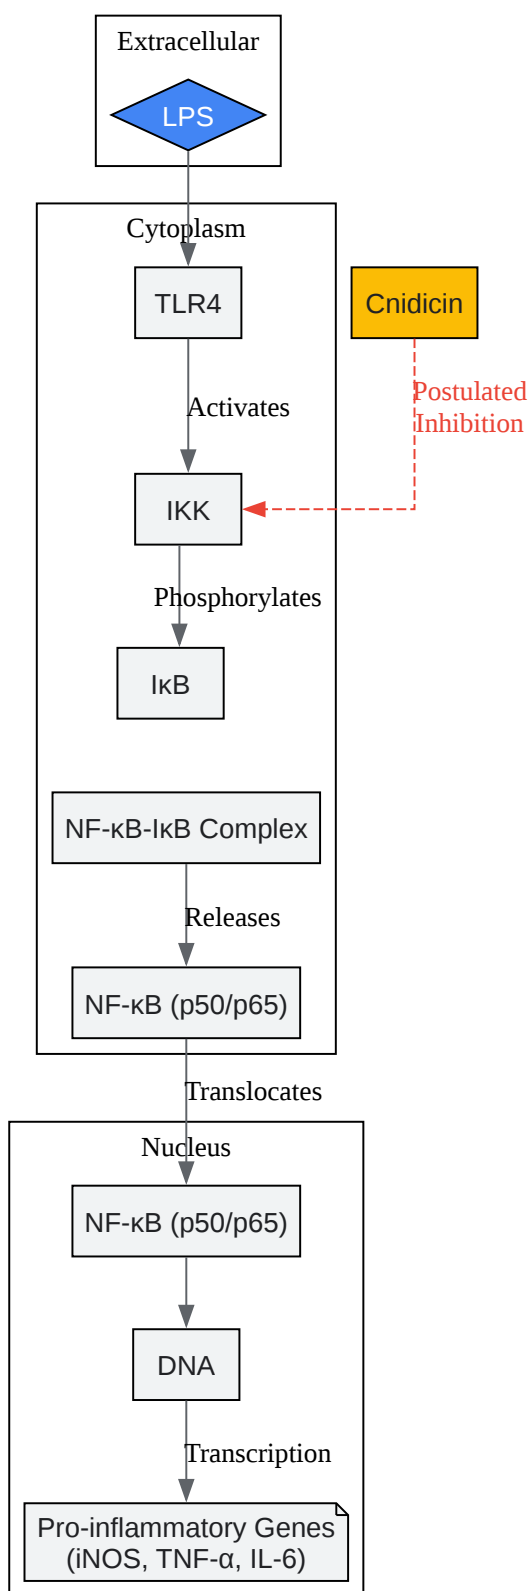 Extracellular
LPS
Cytoplasm
TLR4
Cnidicin
Activates
Postulated
Inhibition
IKK
Phosphorylates
IκB
NF-κB-IκB Complex
Releases
NF-κB (p50/p65)
Translocates
Nucleus
NF-κB (p50/p65)
DNA
Transcription
Pro-inflammatory Genes
(iNOS, TNF-α, IL-6)